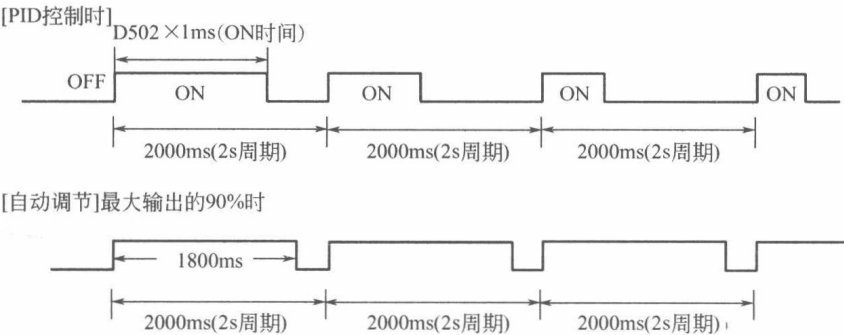 [PID控制时]
D502×1ms(ON时间)
OFF
ON
ON
ON
ON
2000ms(2s周期)
2000ms(2s周期)
2000ms(2s周期)
[自动调节]最大输出的90%时
1800ms
2000ms(2s周期)
2000ms(2s周期)
2000ms(2s周期)